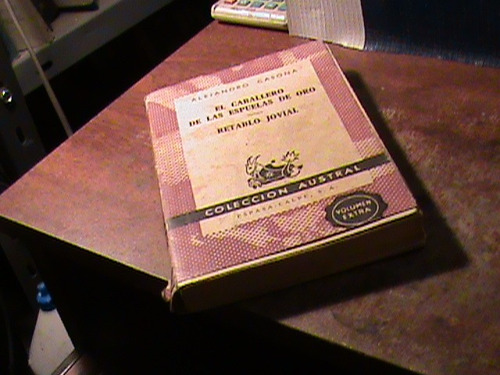 ALEJANDRO CASONA
EL CABALLERO
DE LAS ESPUELAS DE ORO
RETABLO JOVIAL
COLECCION AUSTRAL
ESPASA-CALPE, S. A.
VOLUMEN
EXTRA